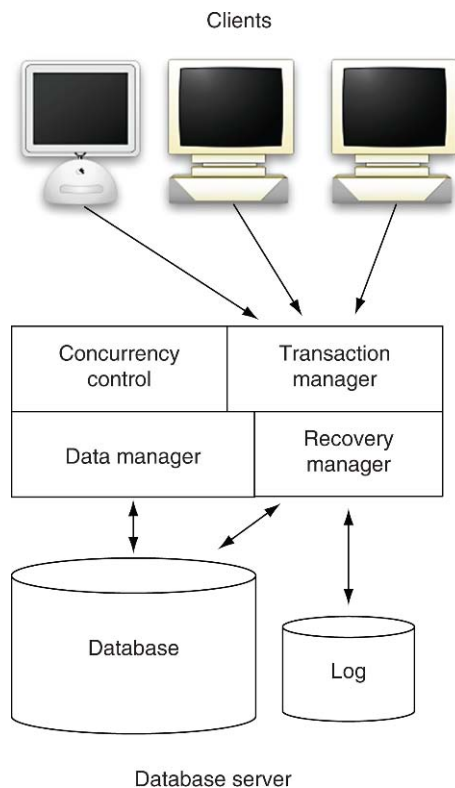 Clients
Concurrency
control
Transaction
manager
Data manager
Recovery
manager
Database
Log
Database server